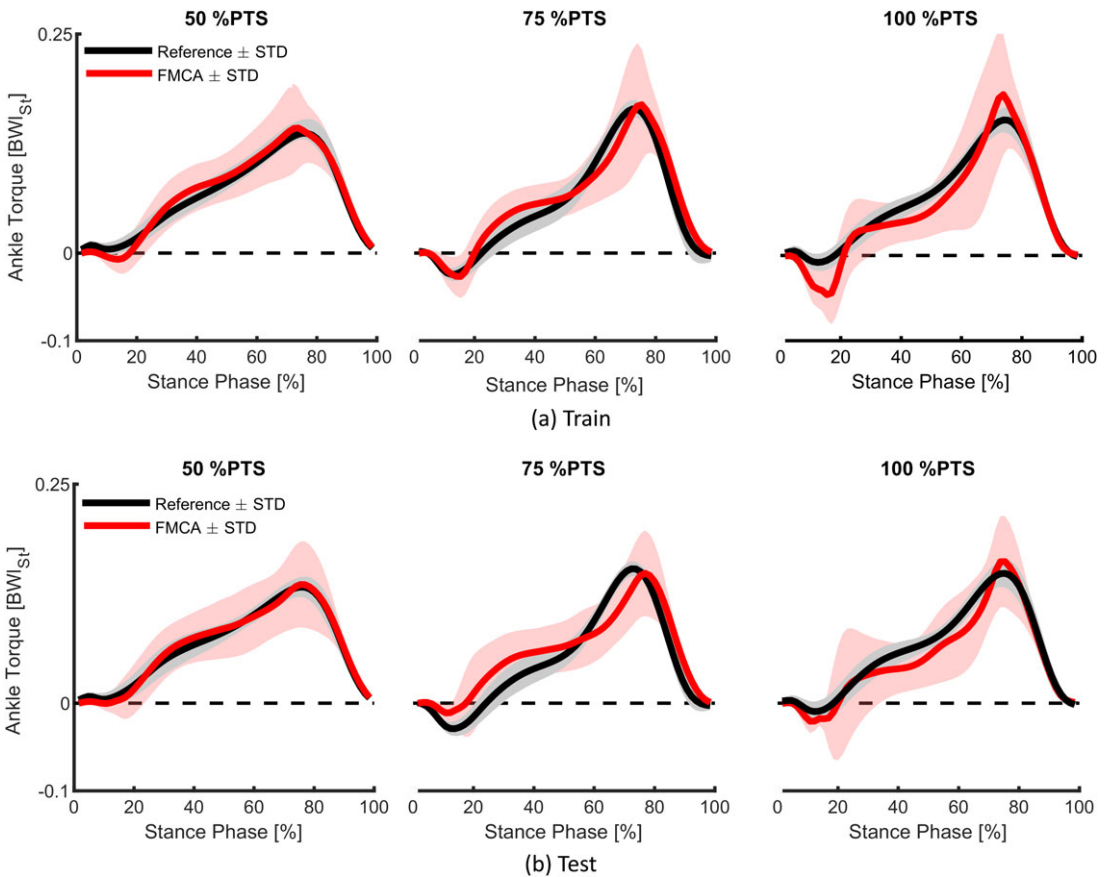 50 %PTS 75 %PTS 100 %PTS
0.25
Reference ± STD
FMCA ± STD
Ankle Torque [BWl_St]
0
-0.1
0 20 40 60 80 100 0 20 40 60 80 100 0 20 40 60 80 100
Stance Phase [%] Stance Phase [%] Stance Phase [%]
(a) Train
50 %PTS 75 %PTS 100 %PTS
0.25
Reference ± STD
FMCA ± STD
Ankle Torque [BWl_St]
0
-0.1
0 20 40 60 80 100 0 20 40 60 80 100 0 20 40 60 80 100
Stance Phase [%] Stance Phase [%] Stance Phase [%]
(b) Test